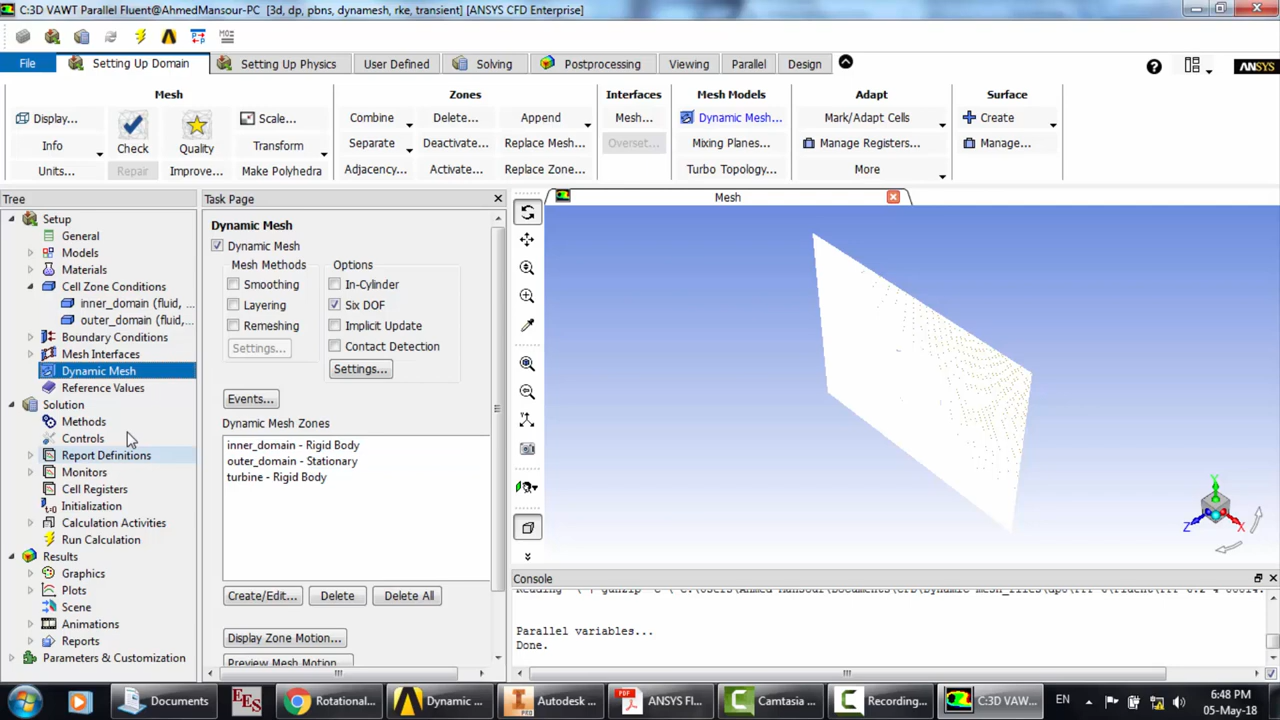 C:3D VAWT Parallel Fluent@AhmedMansour-PC [3d, dp, pbns, dynamesh, rke, transient] [ANSYS CFD Enterprise]
File
Setting Up Domain
Setting Up Physics
User Defined
Solving
Postprocessing
Viewing
Parallel
Design
ANSYS
Mesh
Zones
Interfaces
Mesh Models
Adapt
Surface
Display...
Scale...
Combine
Delete...
Append
Mesh...
Dynamic Mesh...
Mark/Adapt Cells
Create
Info
Check
Quality
Transform
Separate
Deactivate...
Replace Mesh...
Overset...
Mixing Planes...
Manage Registers...
Manage...
Units...
Repair
Improve...
Make Polyhedra
Adjacency...
Activate...
Replace Zone...
Turbo Topology...
More
Tree
Setup
General
Models
Materials
Cell Zone Conditions
inner_domain (fluid, ...
outer_domain (fluid,...
Boundary Conditions
Mesh Interfaces
Dynamic Mesh
Reference Values
Solution
Methods
Controls
Report Definitions
Monitors
Cell Registers
Initialization
Calculation Activities
Run Calculation
Results
Graphics
Plots
Scene
Animations
Reports
Parameters & Customization
Task Page
Dynamic Mesh
Dynamic Mesh
Mesh Methods
Options
Smoothing
In-Cylinder
Layering
Six DOF
Remeshing
Implicit Update
Settings...
Contact Detection
Settings...
Events...
Dynamic Mesh Zones
inner_domain - Rigid Body
outer_domain - Stationary
turbine - Rigid Body
Create/Edit...
Delete
Delete All
Display Zone Motion...
Preview Mesh Motion
Mesh
Y
Z
X
Console
Parallel variables...
Done.
Documents
Rotational...
Dynamic ...
Autodesk ...
ANSYS Fl...
Camtasia ...
Recording...
C:3D VAW...
EN
6:48 PM
05-May-18